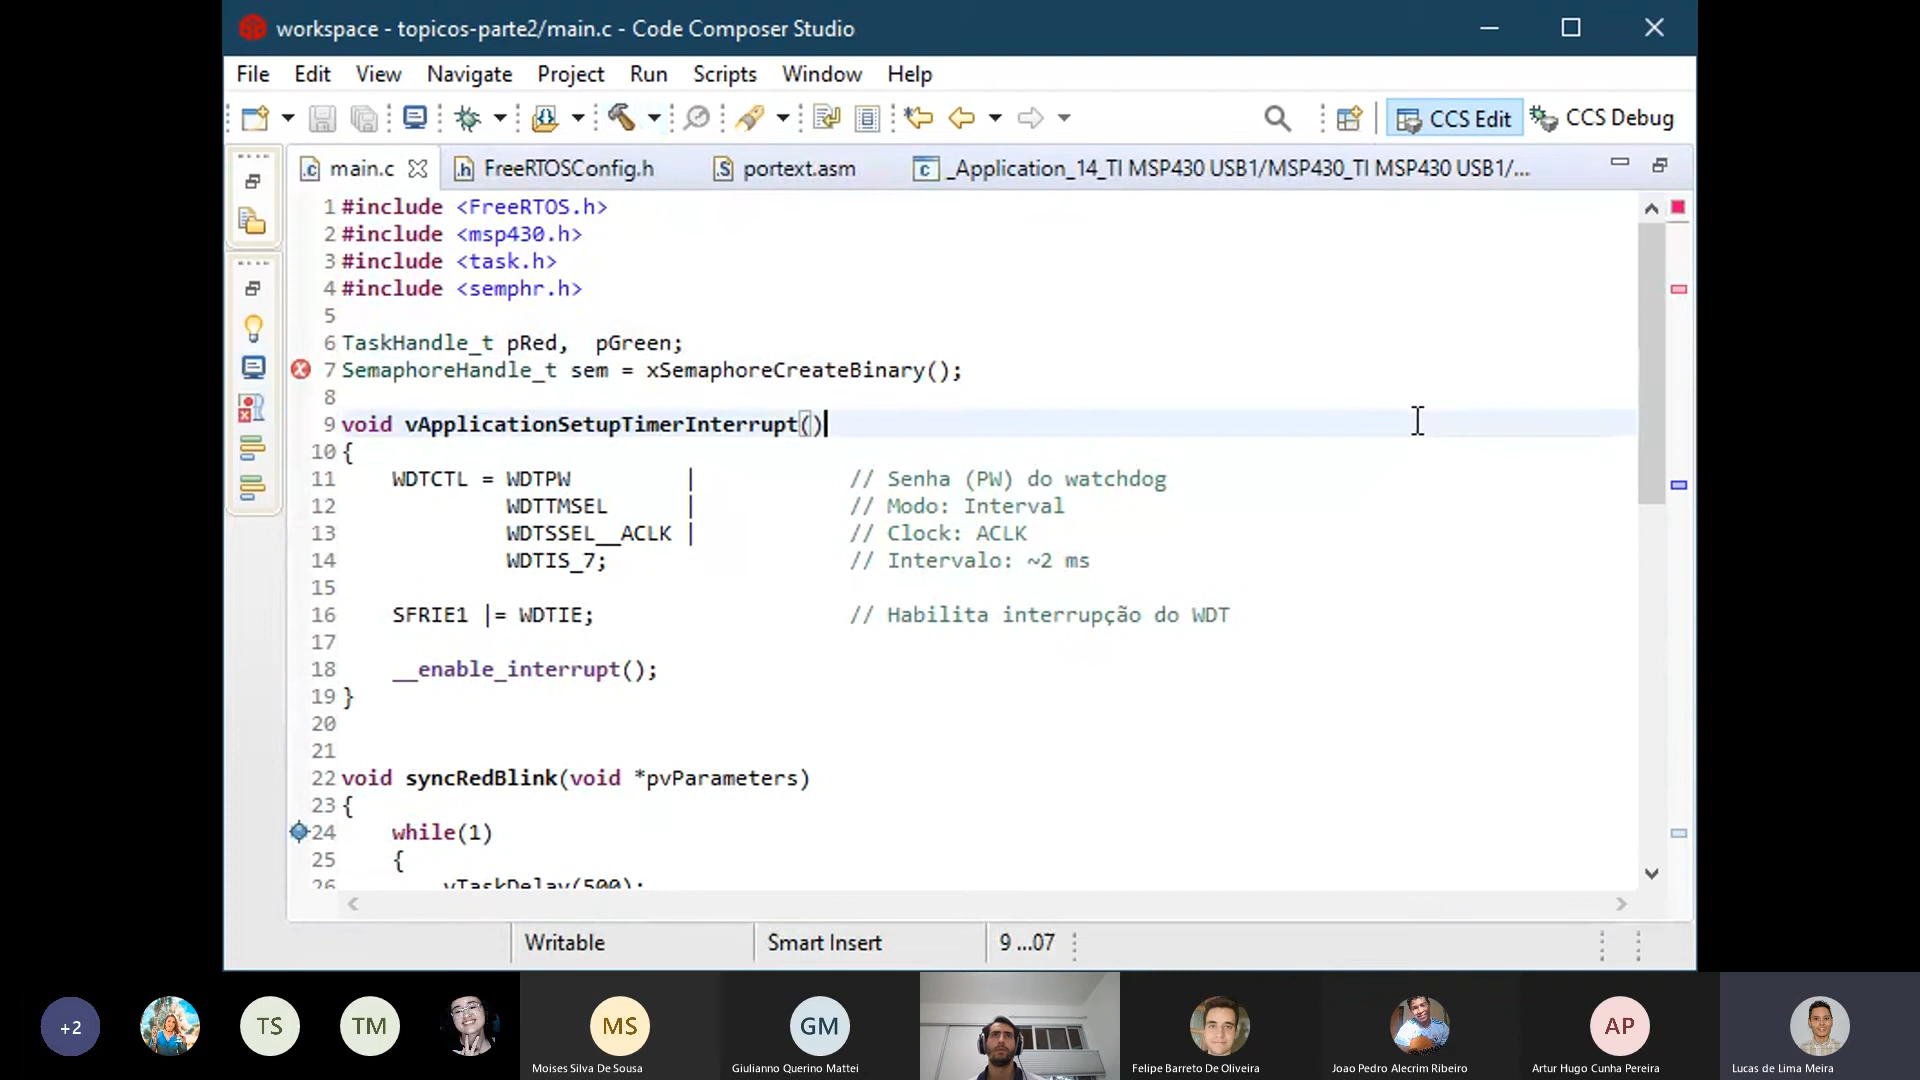 workspace - topicos-parte2/main.c - Code Composer Studio
File Edit View Navigate Project Run Scripts Window Help
CCS Edit CCS Debug
main.c FreeRTOSConfig.h portext.asm _Application_14_TI MSP430 USB1/MSP430_TI MSP430 USB1/...
1 #include <FreeRTOS.h>
2 #include <msp430.h>
3 #include <task.h>
4 #include <semphr.h>
5
6 TaskHandle_t pRed,  pGreen;
7 SemaphoreHandle_t sem = xSemaphoreCreateBinary();
8
9 void vApplicationSetupTimerInterrupt()
10 {
11     WDTCTL = WDTPW          |             // Senha (PW) do watchdog
12              WDTTMSEL       |             // Modo: Interval
13              WDTSSEL__ACLK  |             // Clock: ACLK
14              WDTIS_7;                     // Intervalo: ~2 ms
15
16     SFRIE1 |= WDTIE;                      // Habilita interrupção do WDT
17
18     __enable_interrupt();
19 }
20
21
22 void syncRedBlink(void *pvParameters)
23 {
24     while(1)
25     {
26         vTaskDelay(500);
Writable Smart Insert 9 ...07
+2 TS TM MS GM AP
Moises Silva De Sousa Giulianno Querino Mattei Felipe Barreto De Oliveira Joao Pedro Alecrim Ribeiro Artur Hugo Cunha Pereira Lucas de Lima Meira